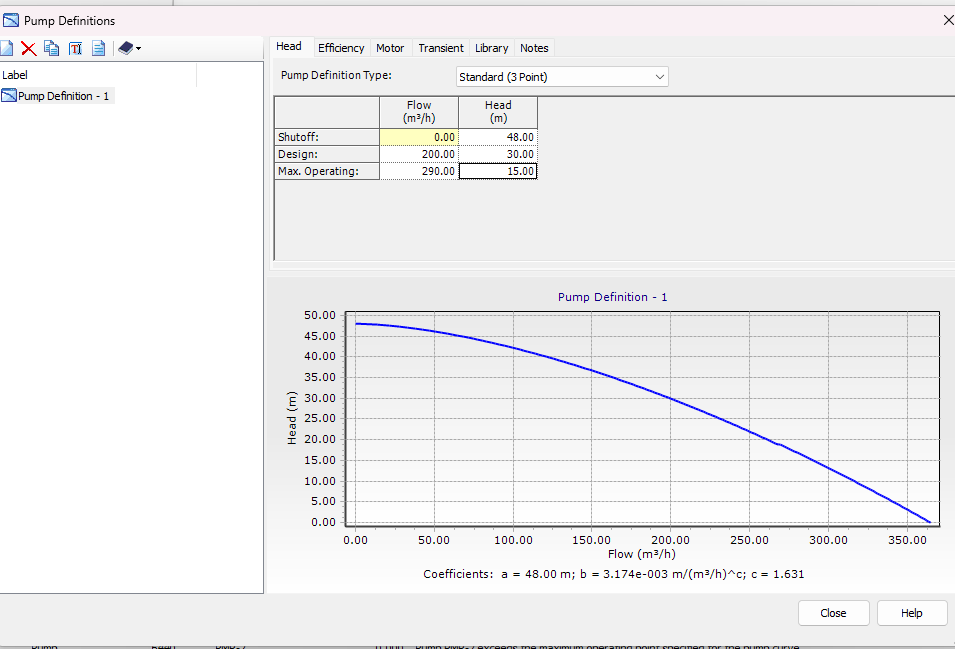 Pump Definitions
Label
Pump Definition - 1
Head Efficiency Motor Transient Library Notes
Pump Definition Type: Standard (3 Point)
Flow Head
(m³/h) (m)
Shutoff: 0.00 48.00
Design: 200.00 30.00
Max. Operating: 290.00 15.00
Pump Definition - 1
50.00
45.00
40.00
35.00
30.00
25.00
20.00
15.00
10.00
5.00
0.00
Head (m)
0.00 50.00 100.00 150.00 200.00 250.00 300.00 350.00
Flow (m³/h)
Coefficients: a = 48.00 m; b = 3.174e-003 m/(m³/h)^c; c = 1.631
Close Help